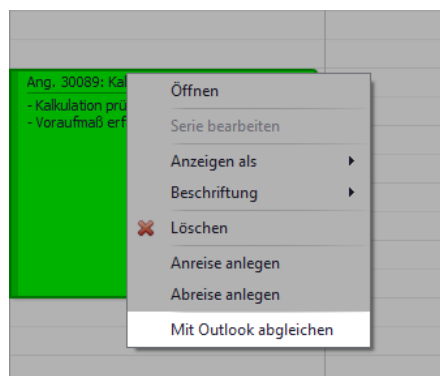 Ang. 30089: Kal
- Kalkulation prü
- Voraufmaß erf
Öffnen
Serie bearbeiten
Anzeigen als
Beschriftung
Löschen
Anreise anlegen
Abreise anlegen
Mit Outlook abgleichen